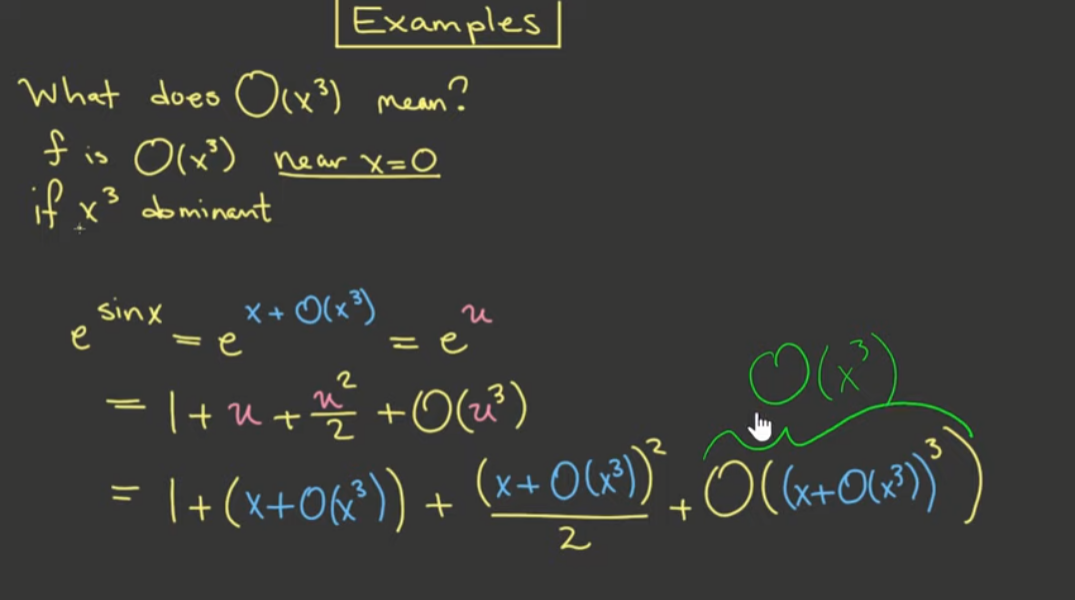 Examples
What does O(x³) mean?
f is O(x³) near x=0
if x³ dominant
e^{sin x} = e^{x+O(x³)} = e^u
= 1 + u + u²/2 + O(u³)
O(x³)
= 1 + (x+O(x³)) + (x+O(x³))²/2 + O((x+O(x³))³)